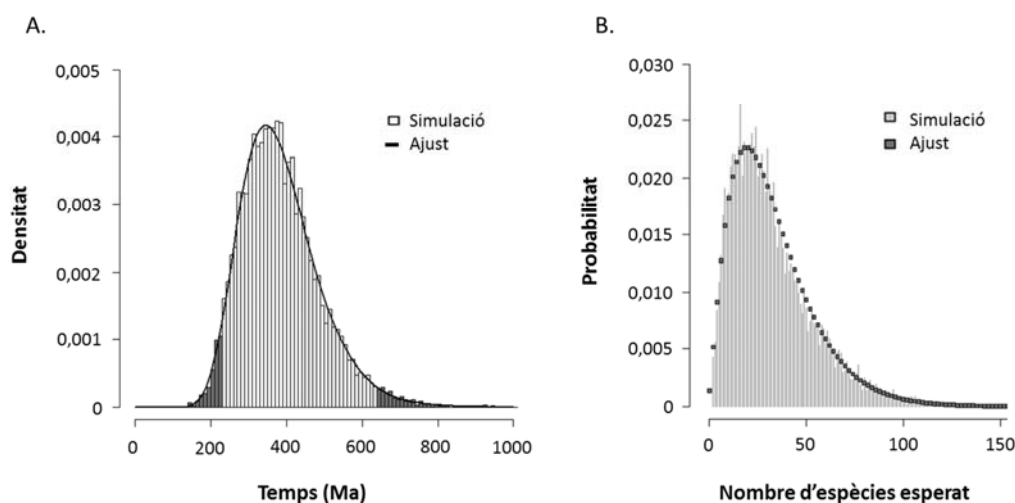 A.
0,005
0,004
0,003
0,002
0,001
0
Densitat
Simulació
Ajust
0 200 400 600 800 1000
Temps (Ma)
B.
0,030
0,025
0,020
0,015
0,010
0,005
0
Probabilitat
Simulació
Ajust
0 50 100 150
Nombre d'espècies esperat